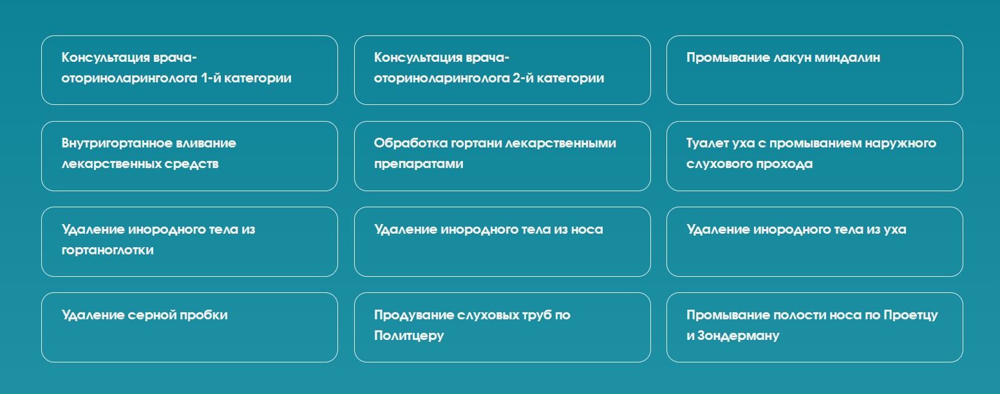 Консультация врача-
оториноларинголога 1-й категории
Консультация врача-
оториноларинголога 2-й категории
Промывание лакун миндалин
Внутригортанное вливание
лекарственных средств
Обработка гортани лекарственными
препаратами
Туалет уха с промыванием наружного
слухового прохода
Удаление инородного тела из
гортаноглотки
Удаление инородного тела из носа
Удаление инородного тела из уха
Удаление серной пробки
Продувание слуховых труб по
Политцеру
Промывание полости носа по Проетцу
и Зондерману